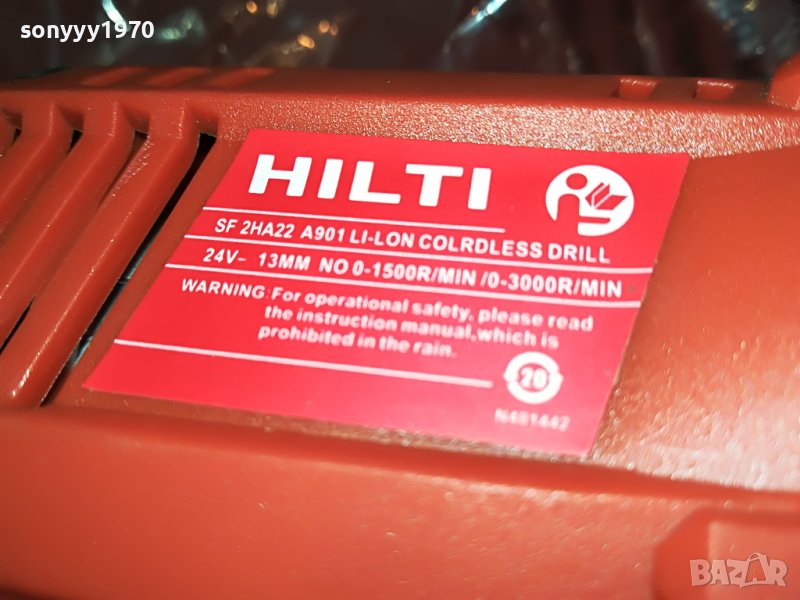 sonyyy1970
HILTI
SF 2HA22 A901 LI-LON COLRDLESS DRILL
24V- 13MM NO 0-1500R/MIN /0-3000R/MIN
WARNING:For operational safety, please read
the instruction manual,which is
prohibited in the rain.
20
N481442
BAZAR